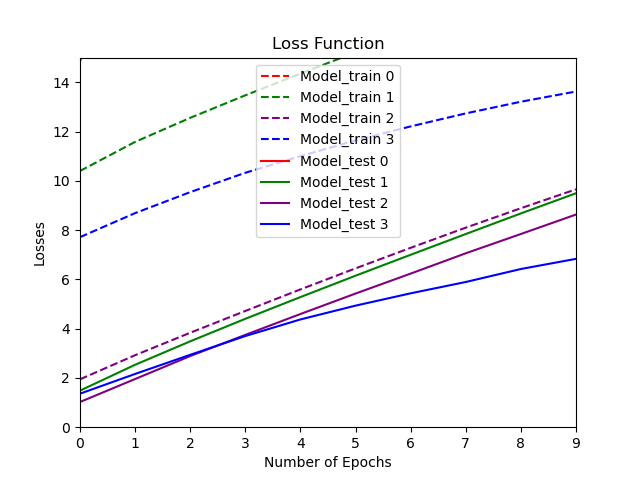 Loss Function
Losses
14
12
10
8
6
4
2
0
Model_train 0
Model_train 1
Model_train 2
Model_train 3
Model_test 0
Model_test 1
Model_test 2
Model_test 3
0 1 2 3 4 5 6 7 8 9
Number of Epochs